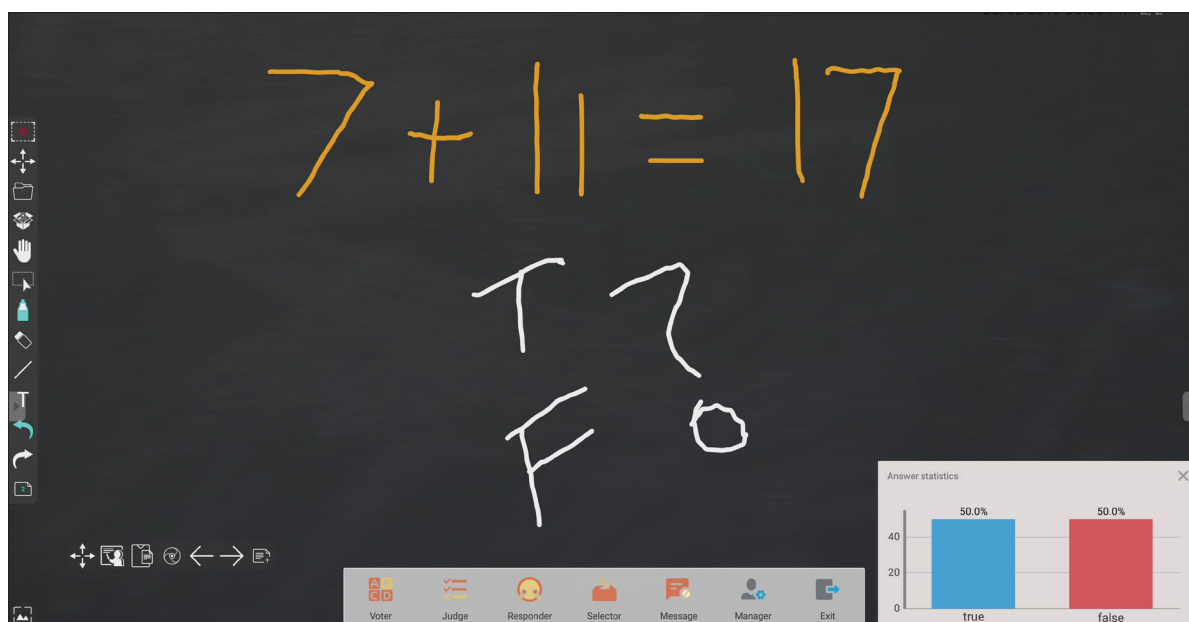 7 + 11 = 17
T ?
F
Answer statistics
50.0% 50.0%
40
20
0
true false
A B
C D
Voter Judge Responder Selector Message Manager Exit
T
2